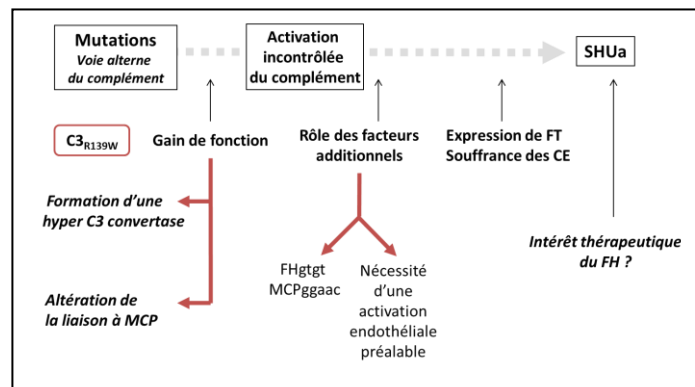 Mutations
Voie alterne
du complément
Activation
incontrôlée
du complément
SHUa
C3R139W
Gain de fonction
Rôle des facteurs
additionnels
Expression de FT
Souffrance des CE
Formation d'une
hyper C3 convertase
Altération de
la liaison à MCP
FHgtgt
MCPggaac
Nécessité
d'une
activation
endothéliale
préalable
Intérêt thérapeutique
du FH ?